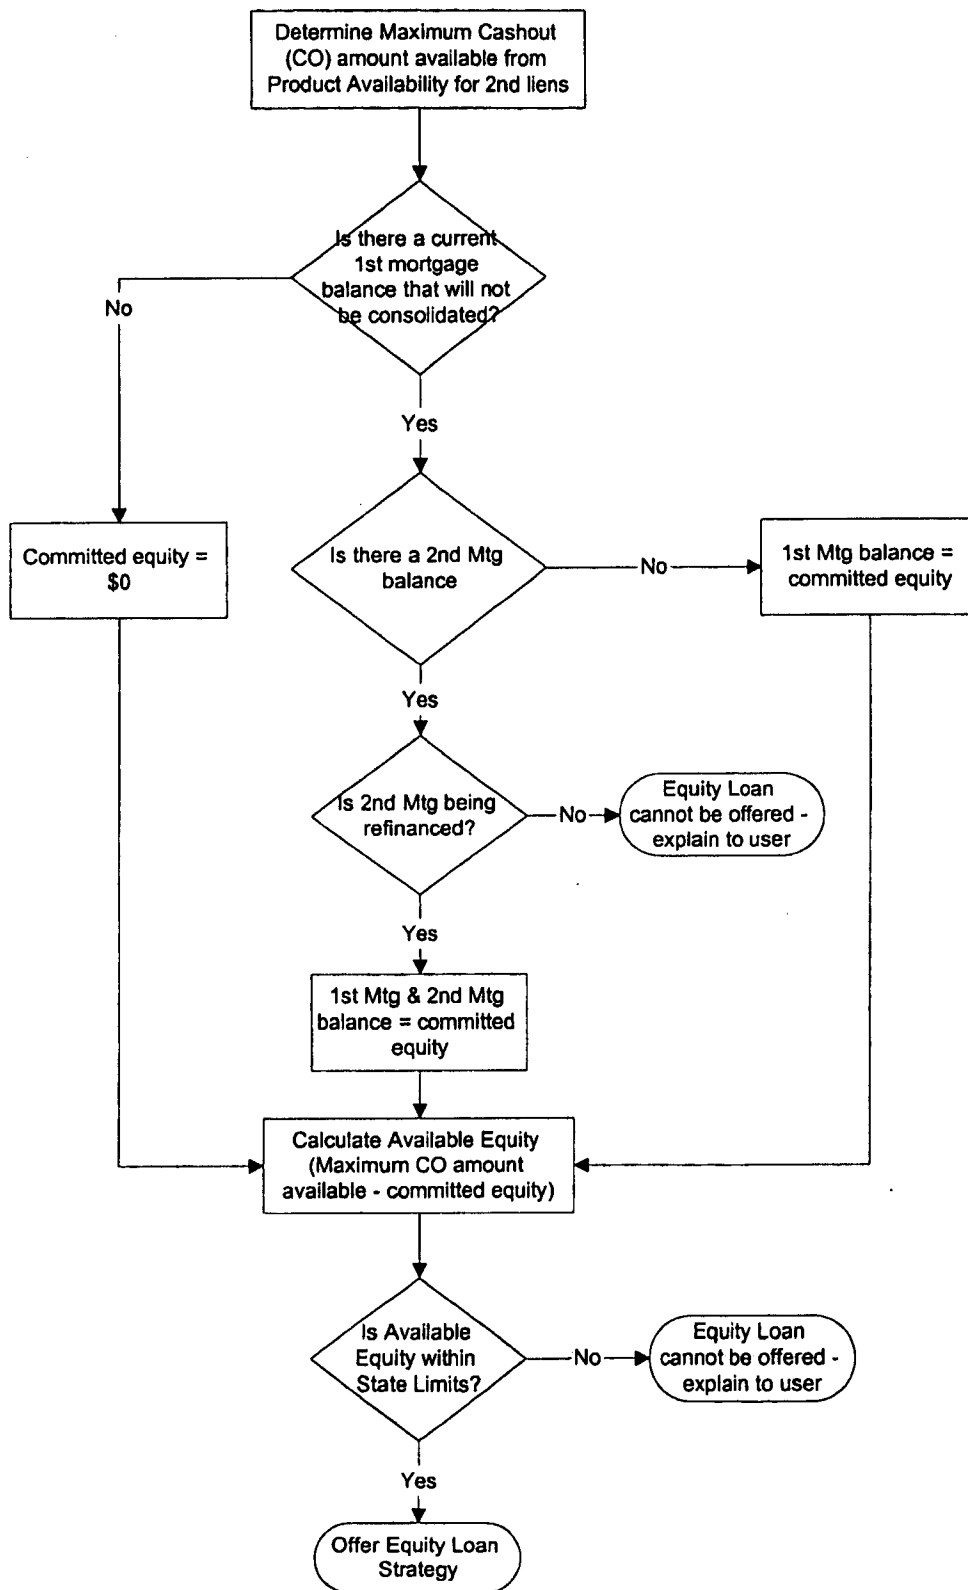 Determine Maximum Cashout
(CO) amount available from
Product Availability for 2nd liens
Is there a current
1st mortgage
balance that will not
be consolidated?
No
Yes
Committed equity =
$0
Is there a 2nd Mtg
balance
No
1st Mtg balance =
committed equity
Yes
Is 2nd Mtg being
refinanced?
No
Equity Loan
cannot be offered -
explain to user
Yes
1st Mtg & 2nd Mtg
balance = committed
equity
Calculate Available Equity
(Maximum CO amount
available - committed equity)
Is Available
Equity within
State Limits?
No
Equity Loan
cannot be offered -
explain to user
Yes
Offer Equity Loan
Strategy